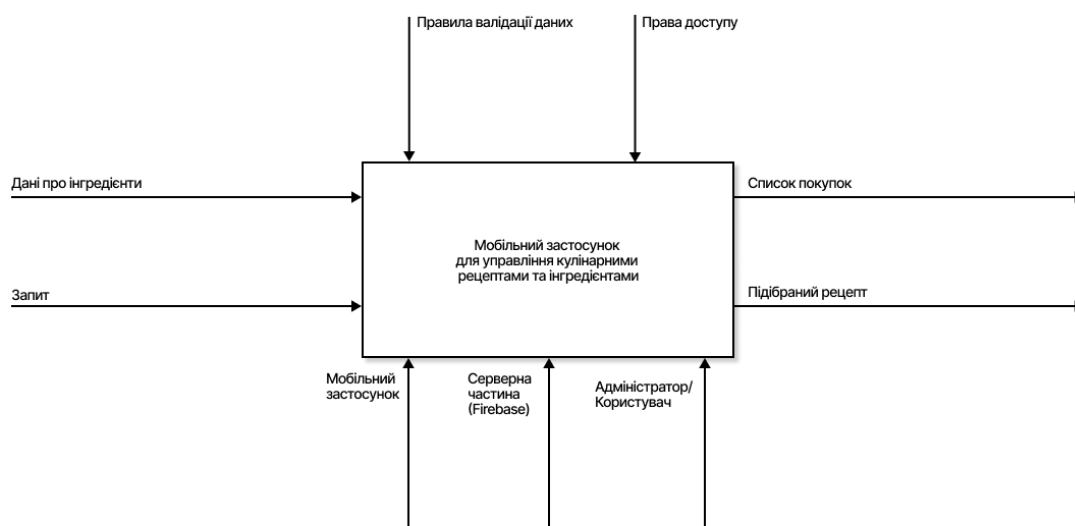 Правила валідації даних
Права доступу
Дані про інгредієнти
Список покупок
Мобільний застосунок
для управління кулінарними
рецептами та інгредієнтами
Запит
Підібраний рецепт
Мобільний
застосунок
Серверна
частина
(Firebase)
Адміністратор/
Користувач